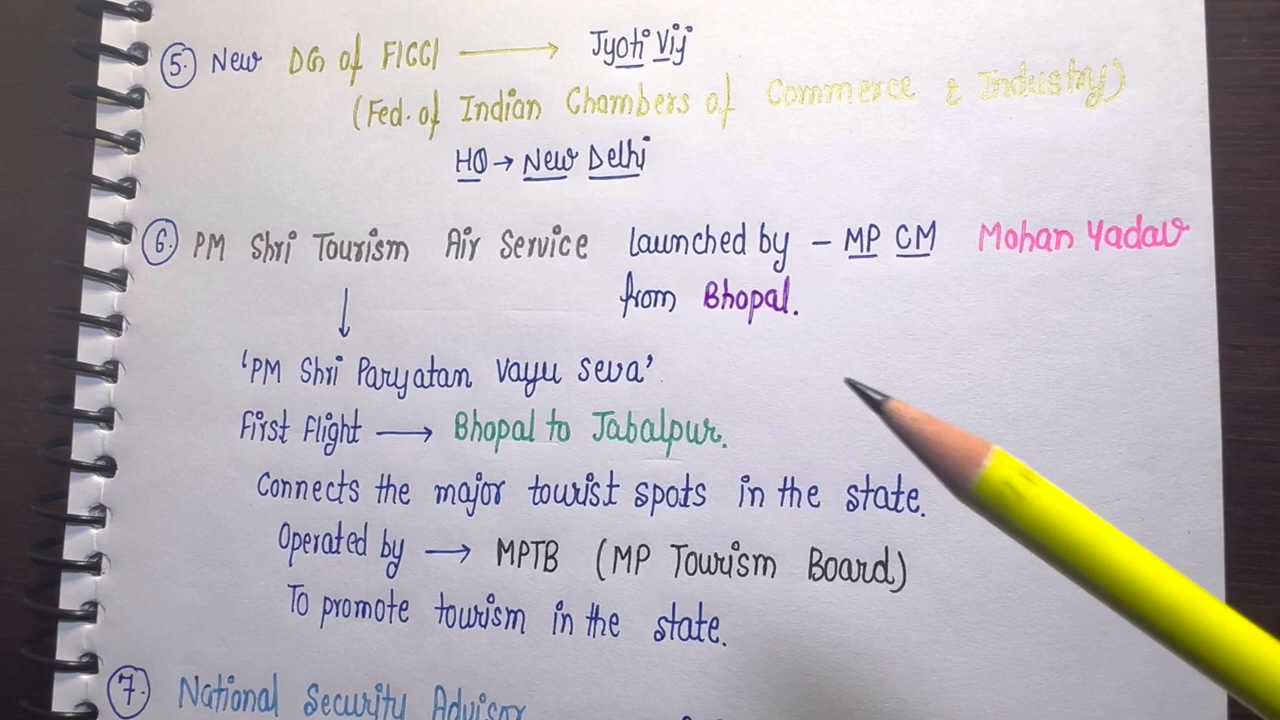 5. New DG of FICCI → Jyoti Vij
(Fed. of Indian Chambers of Commerce & Industry)
HQ → New Delhi
6. PM Shri Tourism Air Service launched by - MP CM Mohan Yadav
from Bhopal.
'PM Shri Paryatan Vayu Seva'
First Flight → Bhopal to Jabalpur.
Connects the major tourist spots in the state.
Operated by → MPTB (MP Tourism Board)
To promote tourism in the state.
7. National Security Advisor